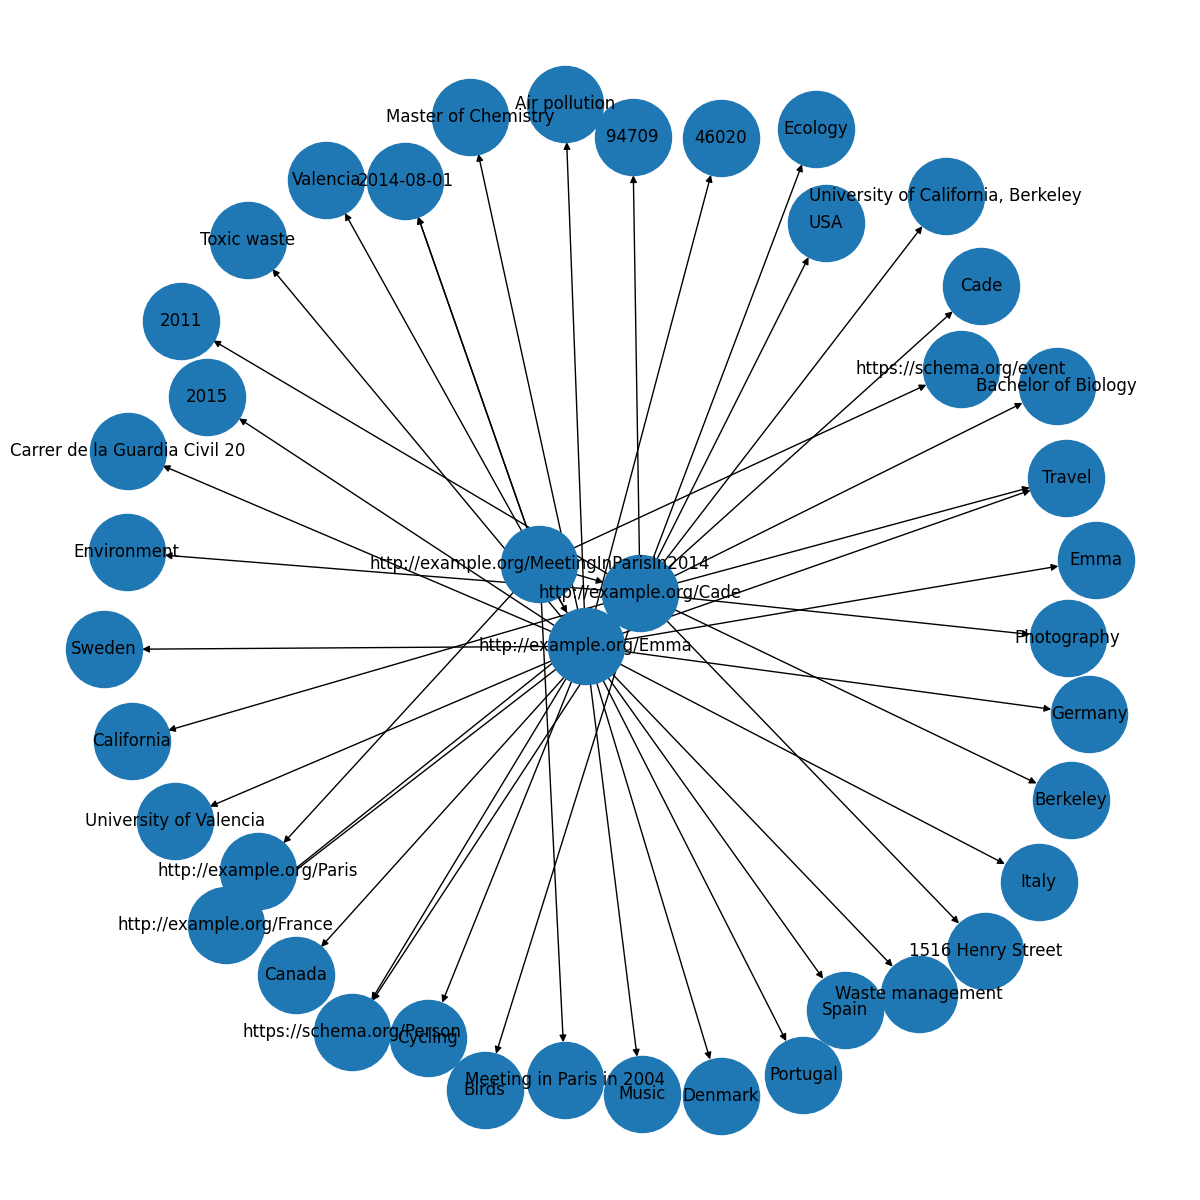 Air pollution
Master of Chemistry
94709
46020
Ecology
Valencia
2014-08-01
University of California, Berkeley
USA
Toxic waste
Cade
2011
https://schema.org/event
Bachelor of Biology
2015
Carrer de la Guardia Civil 20
Travel
Environment
http://example.org/MeetingInParisIn2014
Emma
http://example.org/Cade
Photography
Sweden
http://example.org/Emma
Germany
California
Berkeley
University of Valencia
http://example.org/Paris
Italy
http://example.org/France
1516 Henry Street
Canada
Waste management
Spain
https://schema.org/Person
Cycling
Portugal
Meeting in Paris in 2004
Birds
Music
Denmark